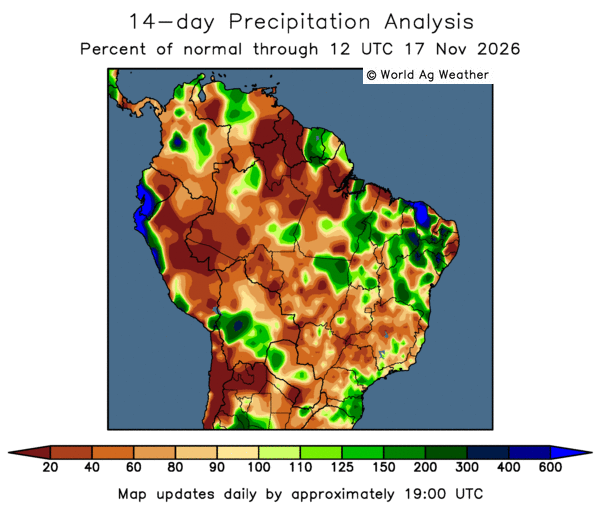 14-day Precipitation Analysis
Percent of normal through 12 UTC 17 Nov 2026
© World Ag Weather
20 40 60 80 90 100 110 125 150 200 300 400 600
Map updates daily by approximately 19:00 UTC